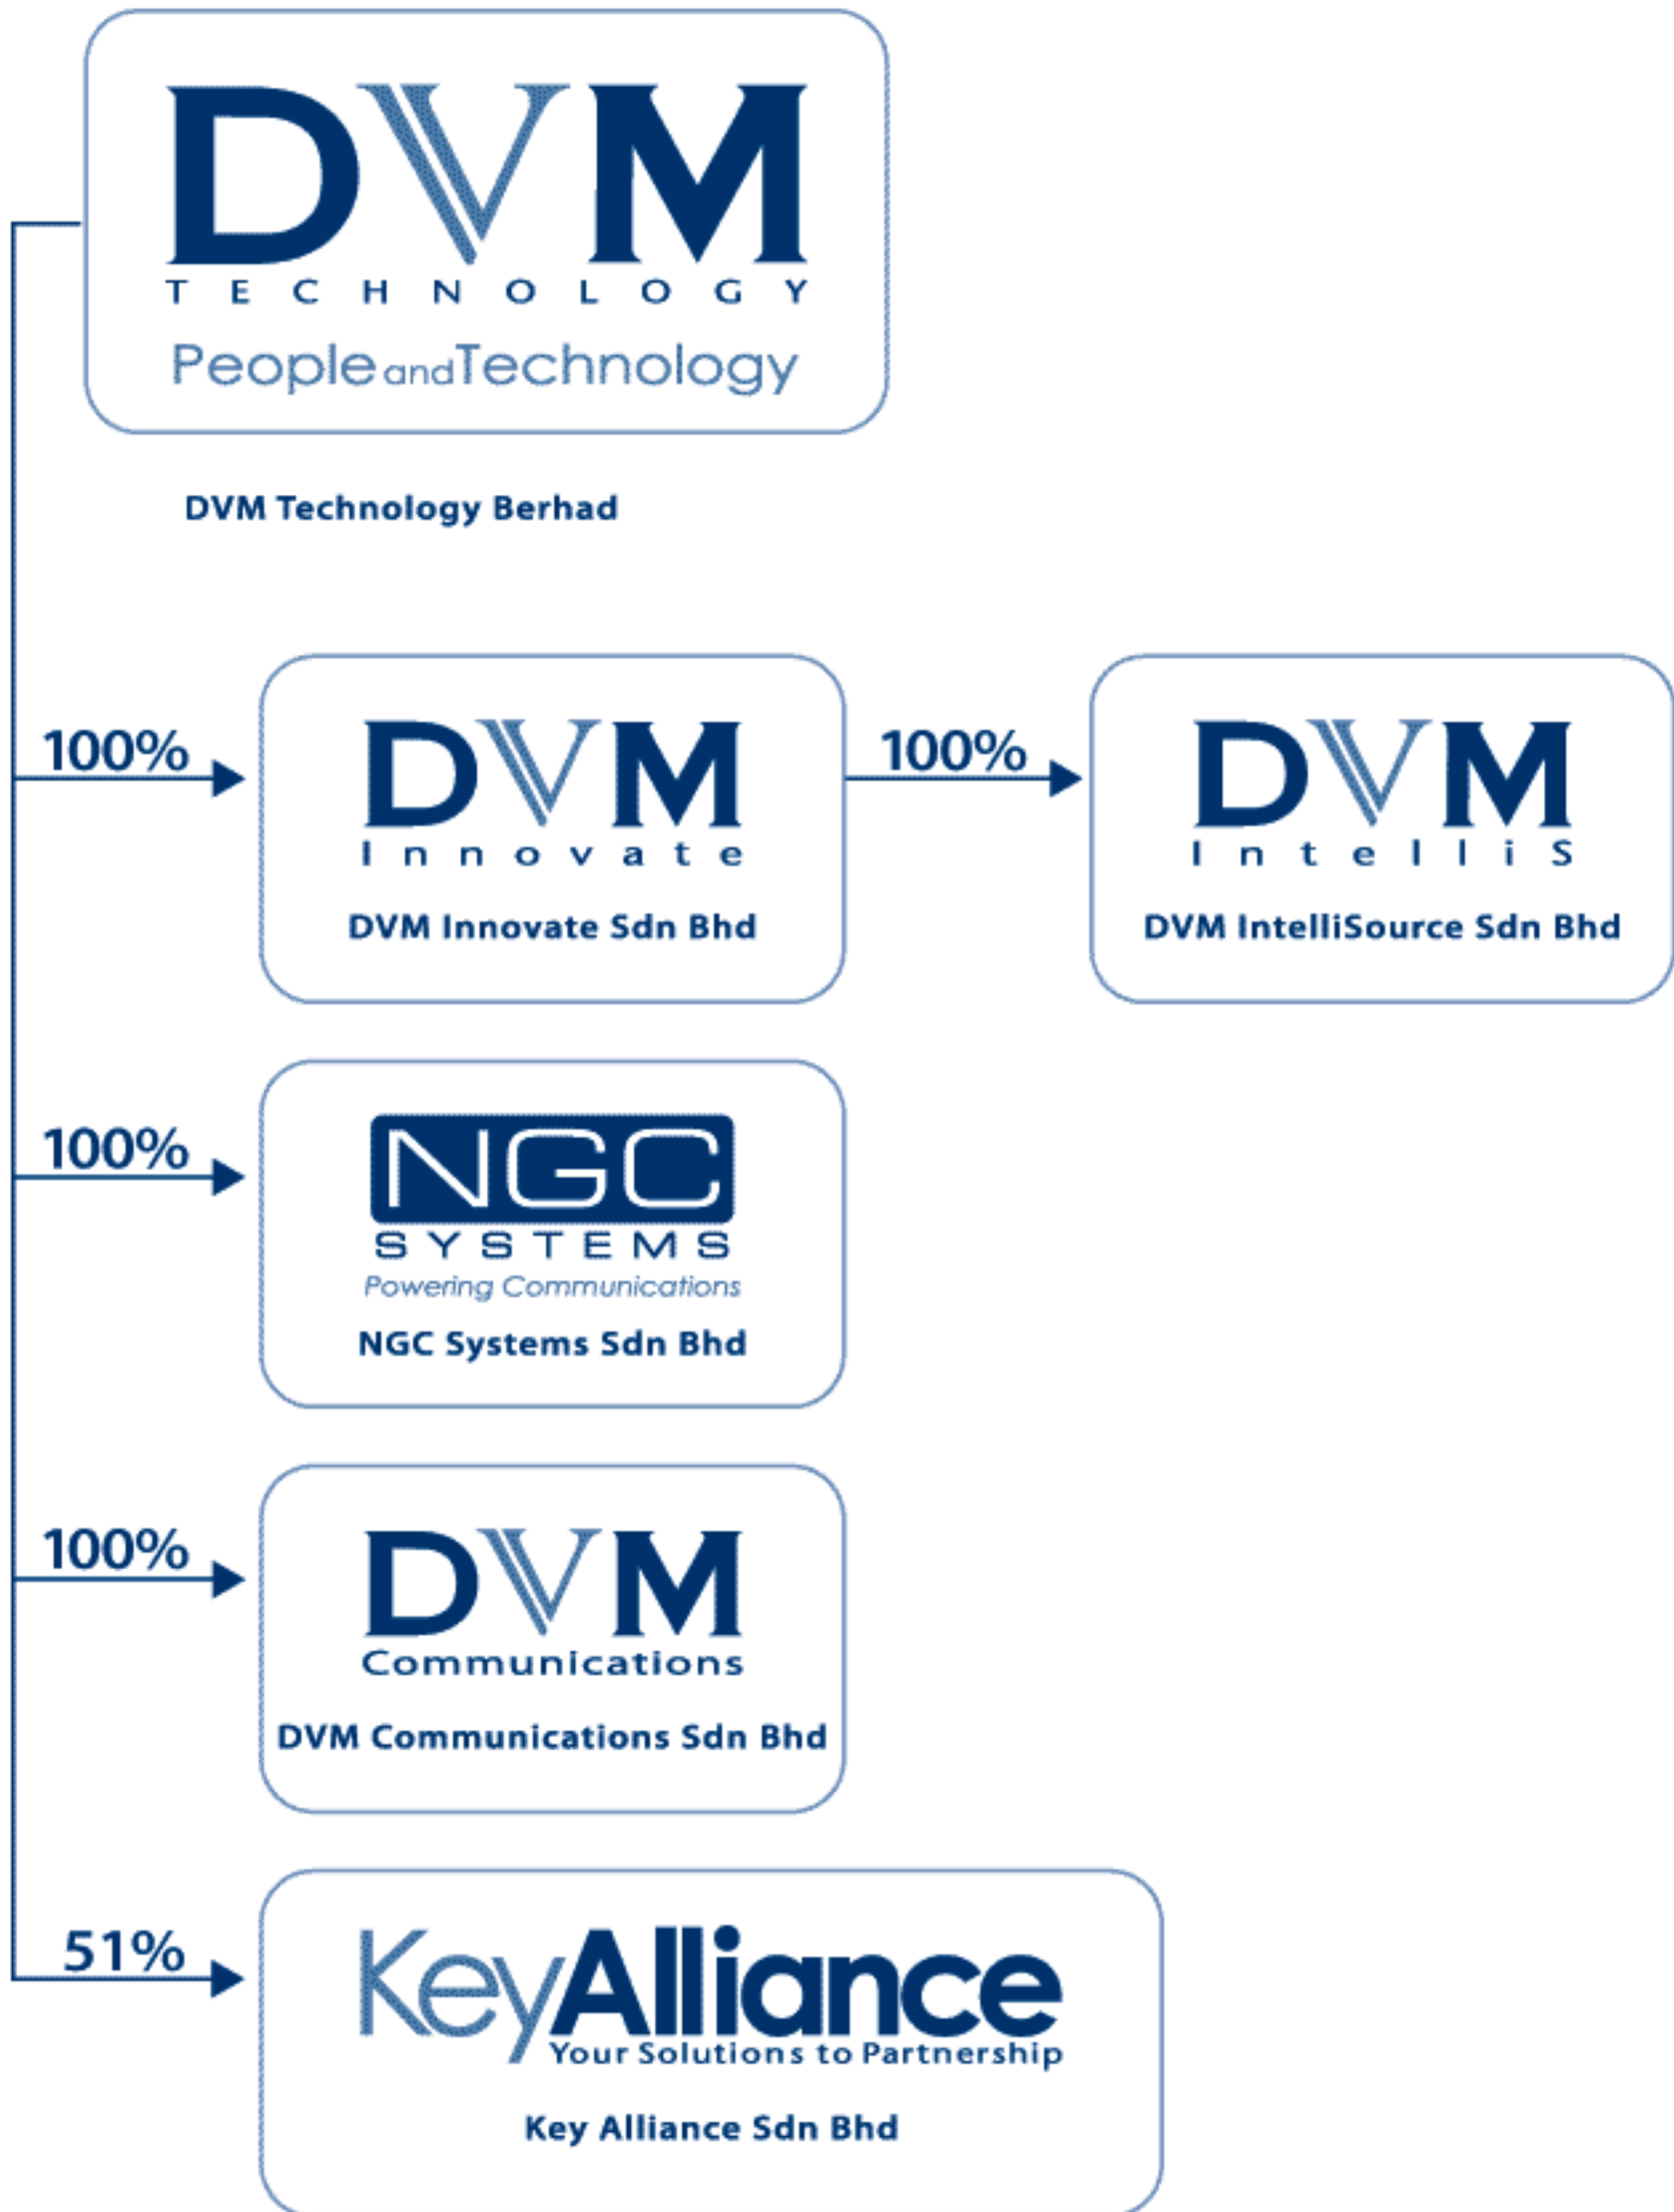 DVM
TECHNOLOGY
People and Technology
DVM Technology Berhad
100%
DVM
Innovate
DVM Innovate Sdn Bhd
100%
DVM
IntelliS
DVM IntelliSource Sdn Bhd
100%
NGC
SYSTEMS
Powering Communications
NGC Systems Sdn Bhd
100%
DVM
Communications
DVM Communications Sdn Bhd
51%
KeyAlliance
Your Solutions to Partnership
Key Alliance Sdn Bhd